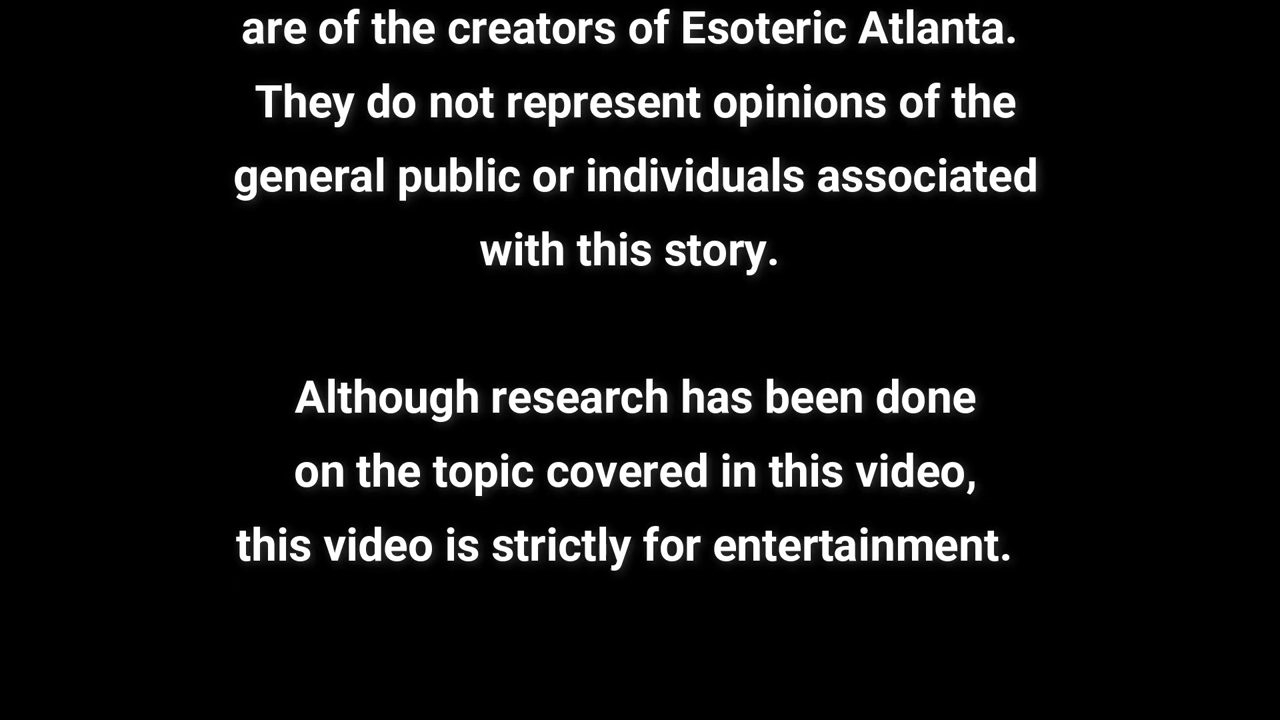 are of the creators of Esoteric Atlanta.
They do not represent opinions of the
general public or individuals associated
with this story.
Although research has been done
on the topic covered in this video,
this video is strictly for entertainment.